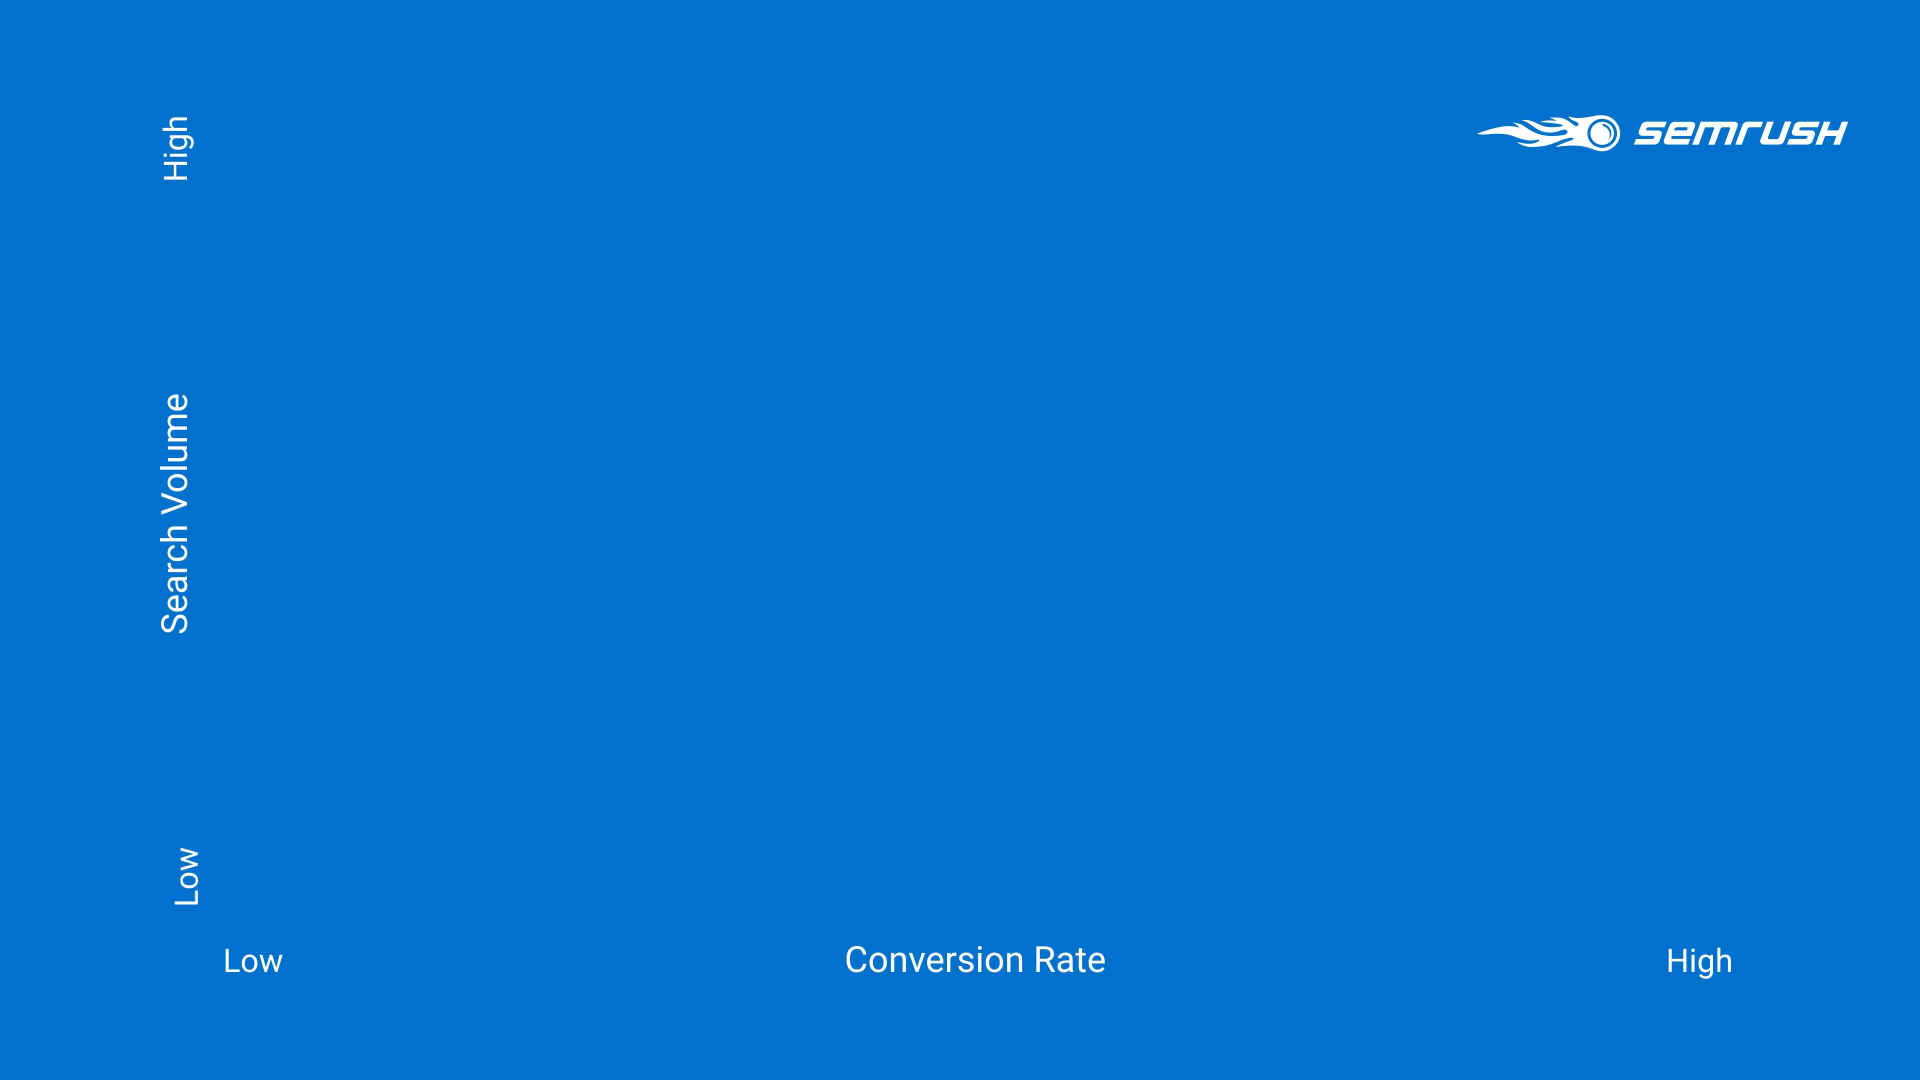 High
semrush
Search Volume
Low
Low
Conversion Rate
High